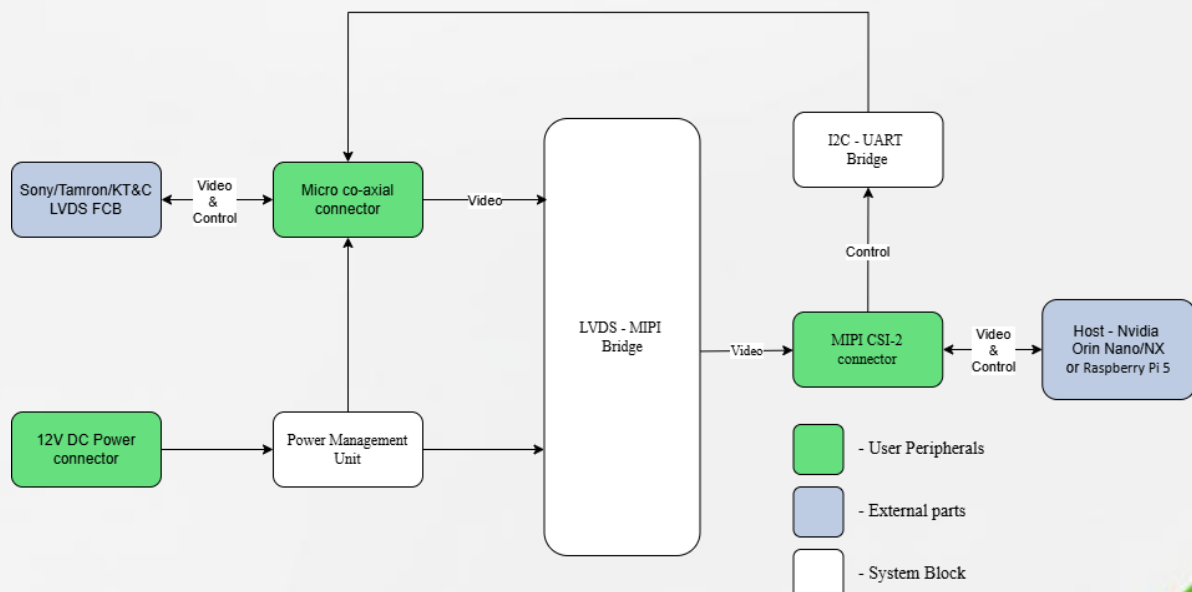 I2C - UART
Bridge
Sony/Tamron/KT&C
LVDS FCB
Video
&
Control
Micro co-axial
connector
Video
Control
LVDS - MIPI
Bridge
Video
MIPI CSI-2
connector
Video
&
Control
Host - Nvidia
Orin Nano/NX
or Raspberry Pi 5
12V DC Power
connector
Power Management
Unit
- User Peripherals
- External parts
- System Block